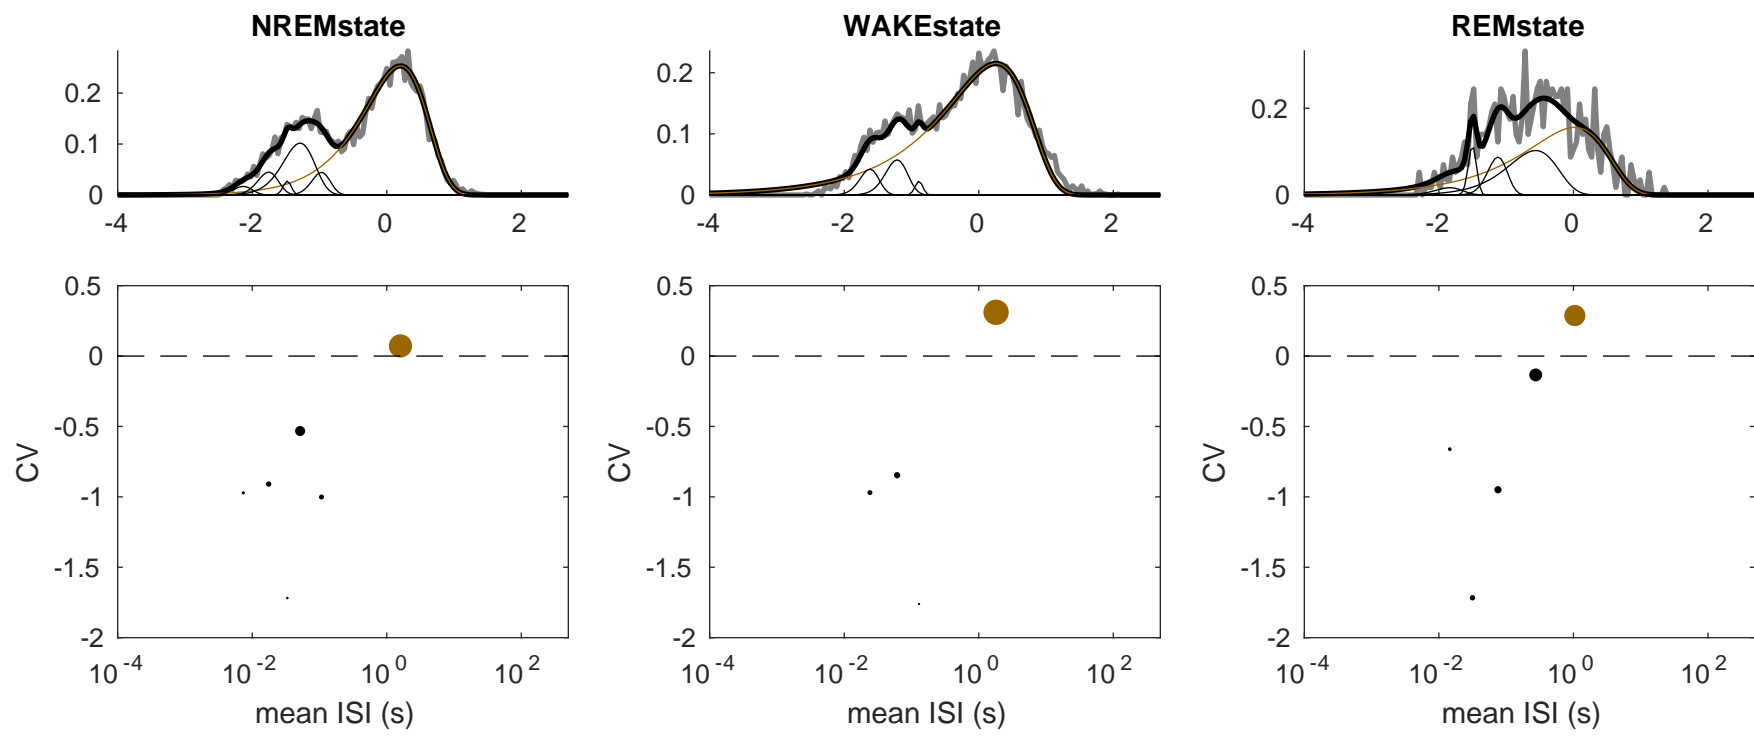 NREMstate WAKEstate REMstate
0.2 0.2 0.2
0.1 0.1
0 0 0
-4 -2 0 2 -4 -2 0 2 -4 -2 0 2
0.5 0.5 0.5
0 0 0
-0.5 -0.5 -0.5
-1 -1 -1
-1.5 -1.5 -1.5
-2 -2 -2
CV CV CV
10^-4 10^-2 10^0 10^2 10^-4 10^-2 10^0 10^2 10^-4 10^-2 10^0 10^2
mean ISI (s) mean ISI (s) mean ISI (s)